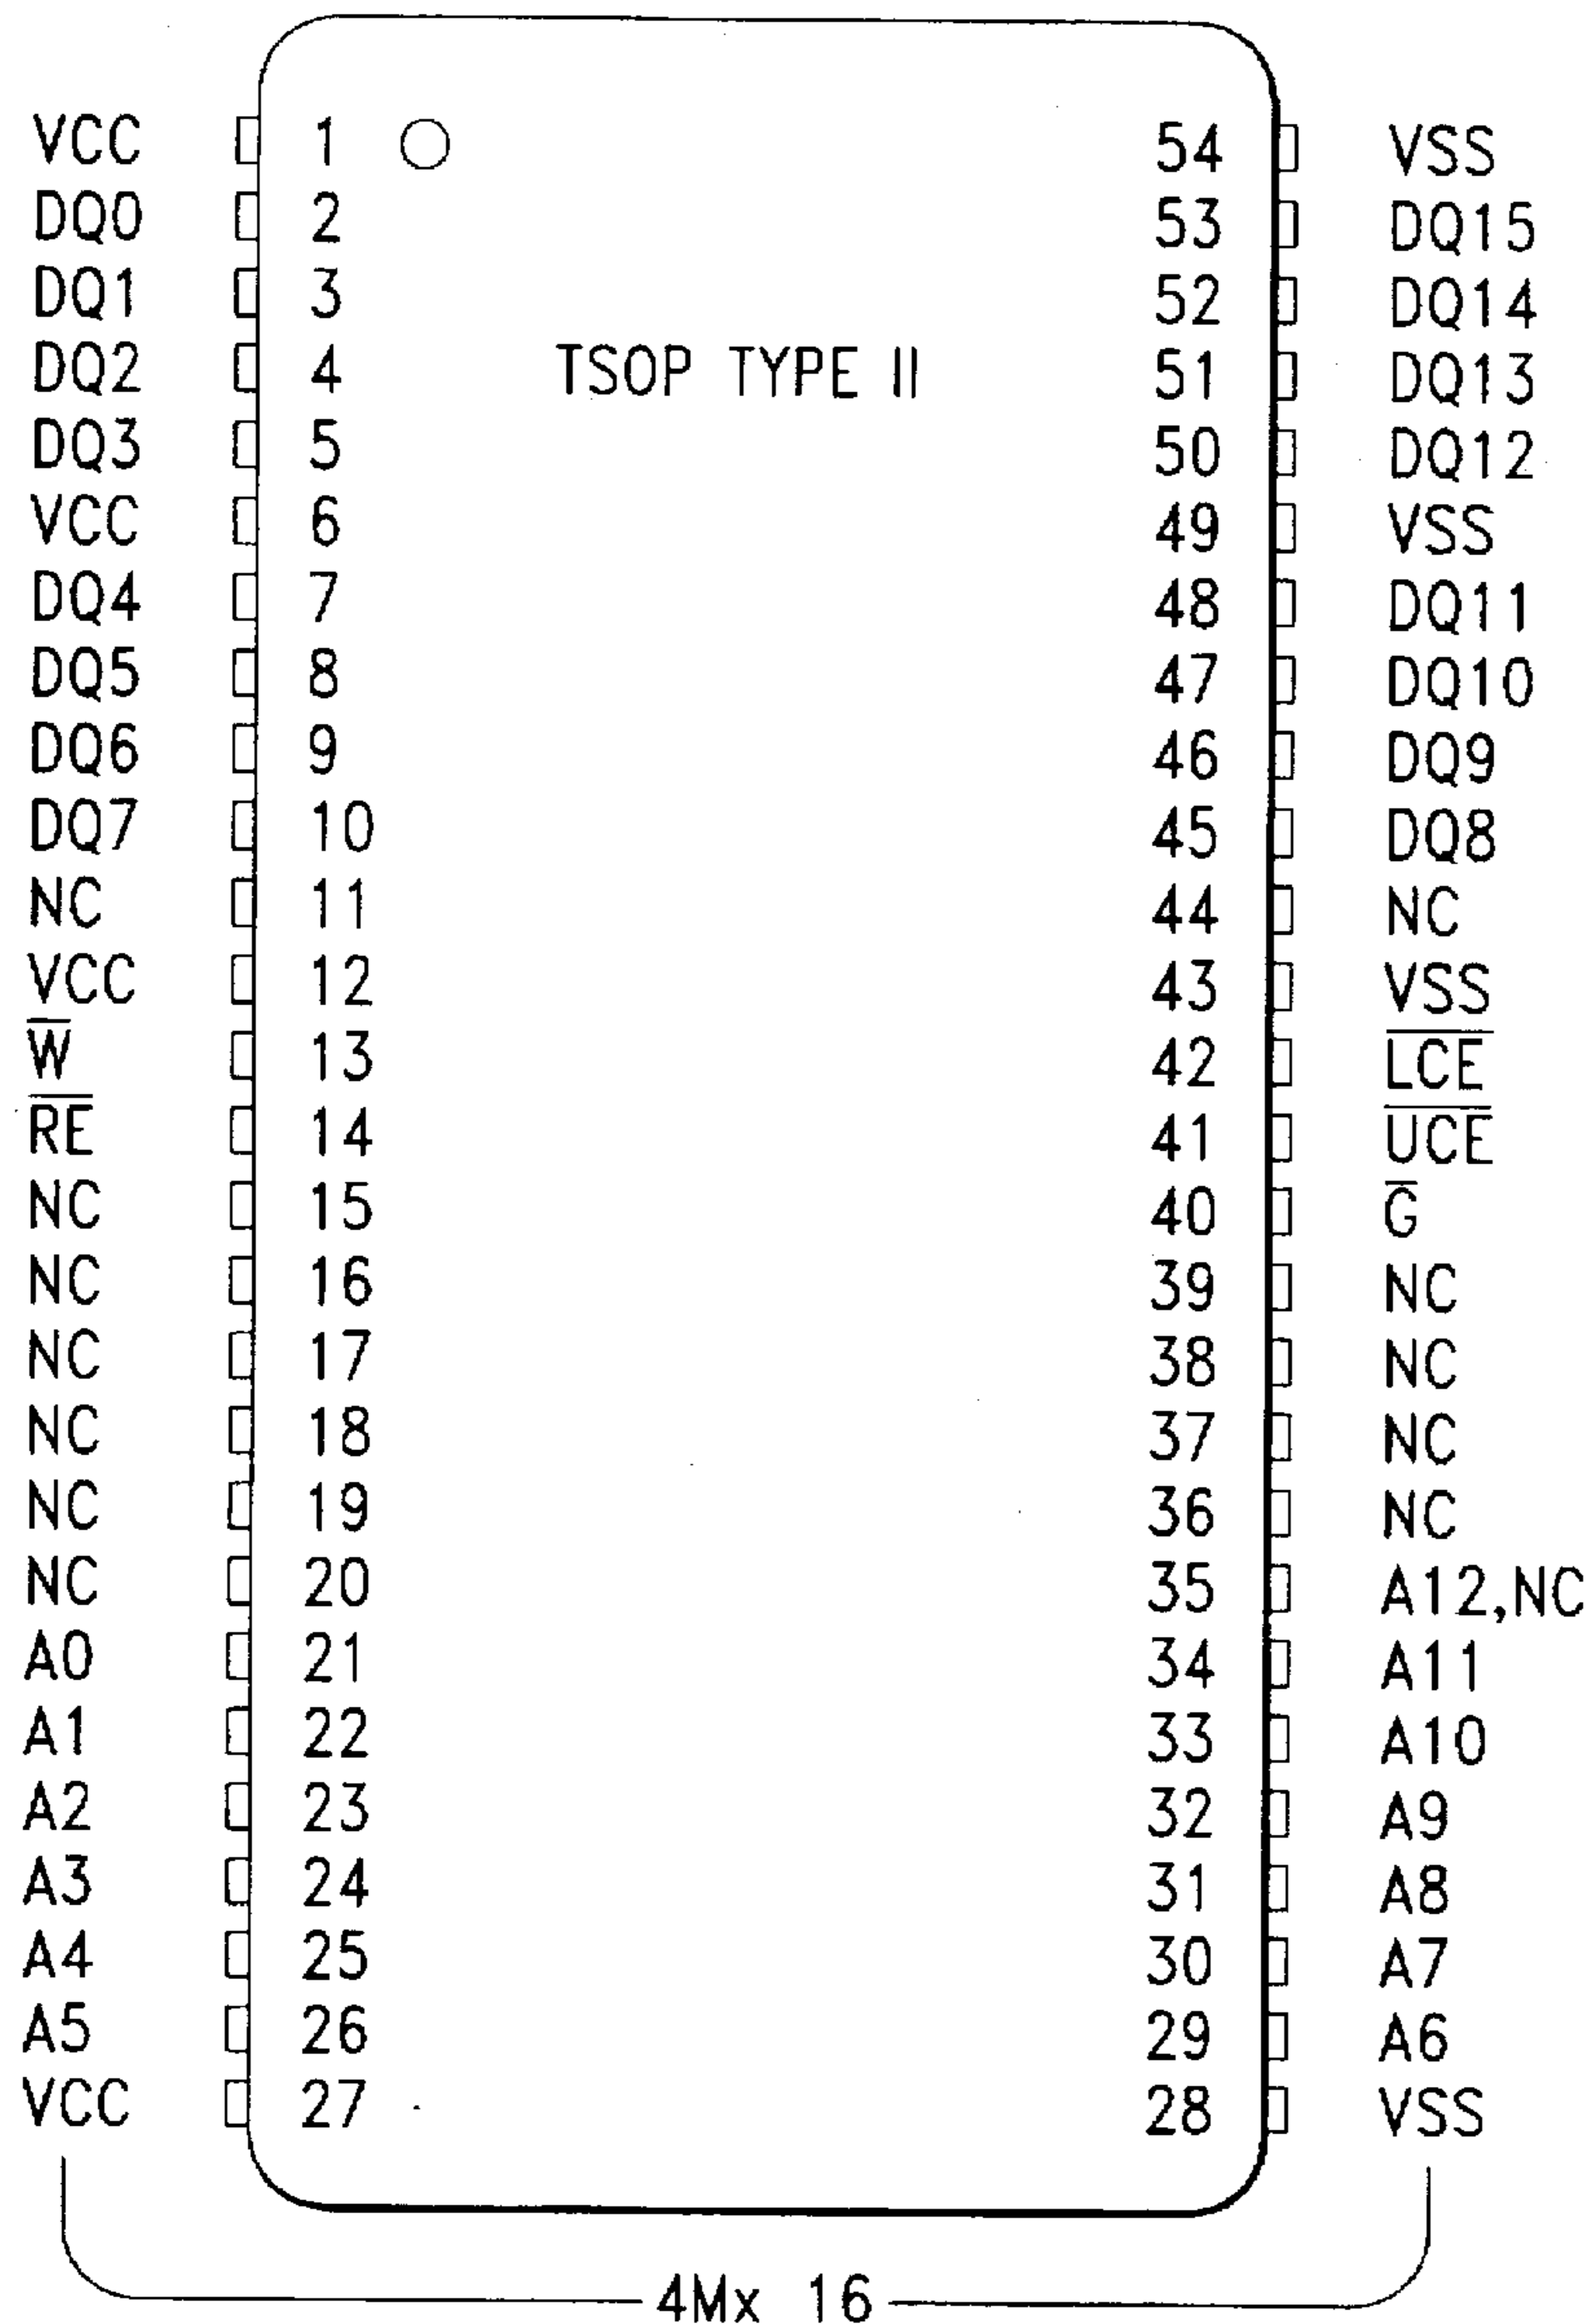 VCC 1 54 VSS
DQ0 2 53 DQ15
DQ1 3 52 DQ14
DQ2 4 TSOP TYPE II 51 DQ13
DQ3 5 50 DQ12
VCC 6 49 VSS
DQ4 7 48 DQ11
DQ5 8 47 DQ10
DQ6 9 46 DQ9
DQ7 10 45 DQ8
NC 11 44 NC
VCC 12 43 VSS
W̅ 13 42 L̅C̅E̅
R̅E̅ 14 41 U̅C̅E̅
NC 15 40 G̅
NC 16 39 NC
NC 17 38 NC
NC 18 37 NC
NC 19 36 NC
NC 20 35 A12,NC
A0 21 34 A11
A1 22 33 A10
A2 23 32 A9
A3 24 31 A8
A4 25 30 A7
A5 26 29 A6
VCC 27 28 VSS
4Mx 16